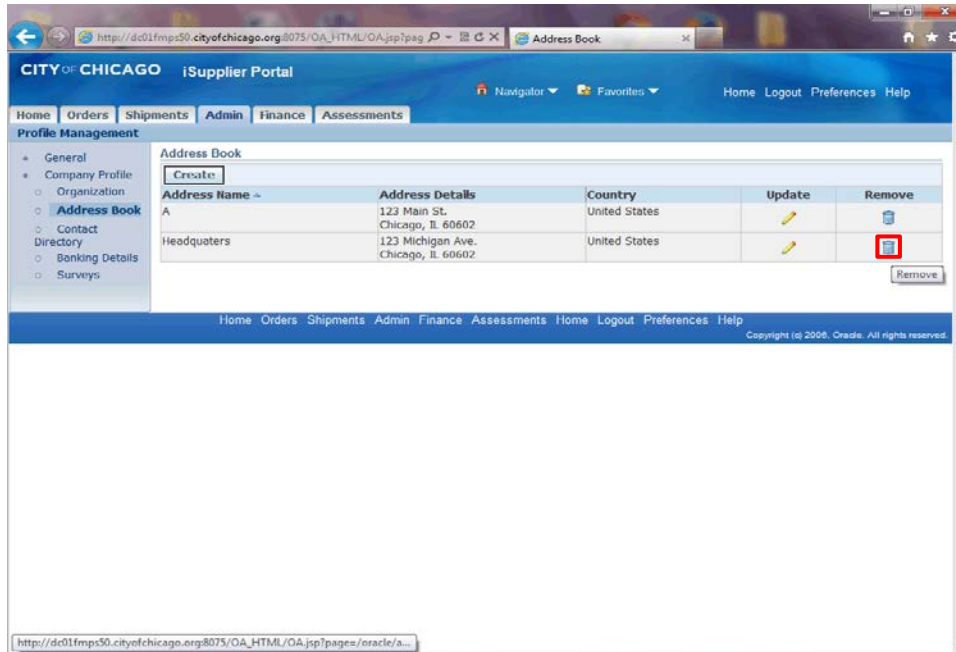 http://dc01fmps50.cityofchicago.org:8075/OA_HTML/OA.jsp?pag
Address Book
CITY OF CHICAGO iSupplier Portal
Navigator Favorites Home Logout Preferences Help
Home Orders Shipments Admin Finance Assessments
Profile Management
General
Company Profile
Organization
Address Book
Contact
Directory
Banking Details
Surveys
Address Book
Create
Address Name Address Details Country Update Remove
A 123 Main St. United States
Chicago, IL 60602
Headquaters 123 Michigan Ave. United States
Chicago, IL 60602
Remove
Home Orders Shipments Admin Finance Assessments Home Logout Preferences Help
Copyright (c) 2006, Oracle. All rights reserved.
http://dc01fmps50.cityofchicago.org:8075/OA_HTML/OA.jsp?page=/oracle/a...